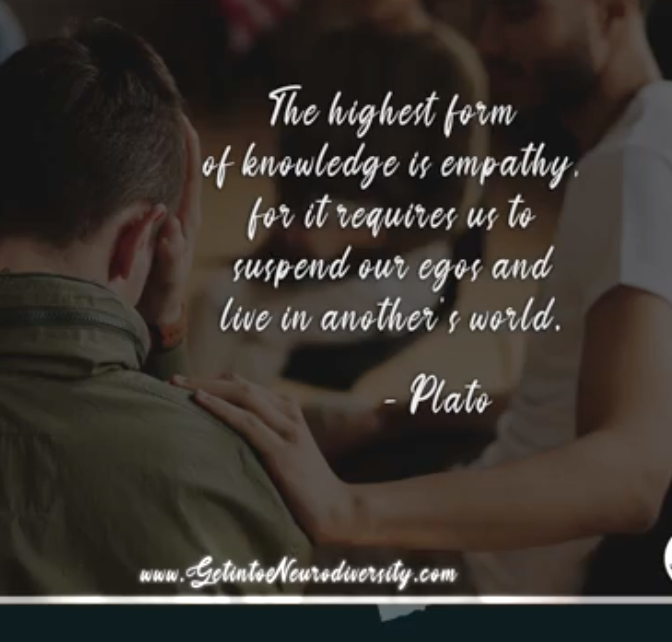 The highest form
of knowledge is empathy.
for it requires us to
suspend our egos and
live in another's world.
- Plato
www.GetintoeNeurodiversity.com